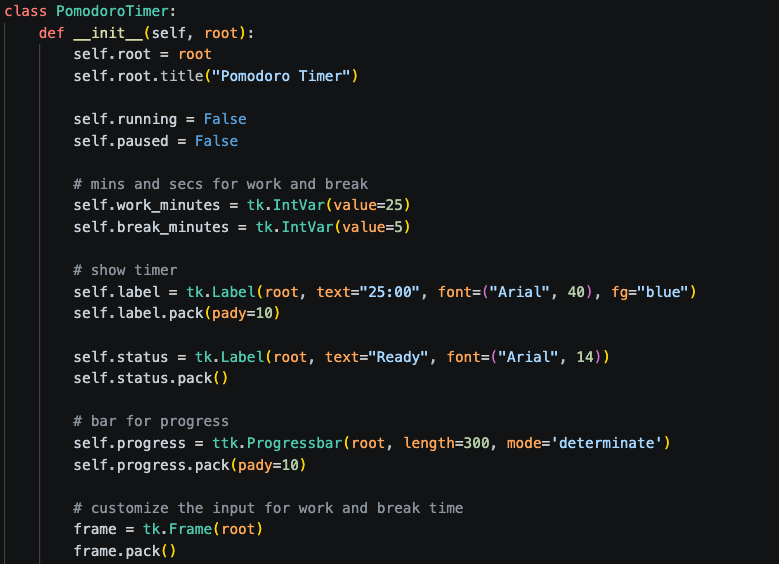 class PomodoroTimer:
    def __init__(self, root):
        self.root = root
        self.root.title("Pomodoro Timer")

        self.running = False
        self.paused = False

        # mins and secs for work and break
        self.work_minutes = tk.IntVar(value=25)
        self.break_minutes = tk.IntVar(value=5)

        # show timer
        self.label = tk.Label(root, text="25:00", font=("Arial", 40), fg="blue")
        self.label.pack(pady=10)

        self.status = tk.Label(root, text="Ready", font=("Arial", 14))
        self.status.pack()

        # bar for progress
        self.progress = ttk.Progressbar(root, length=300, mode='determinate')
        self.progress.pack(pady=10)

        # customize the input for work and break time
        frame = tk.Frame(root)
        frame.pack()